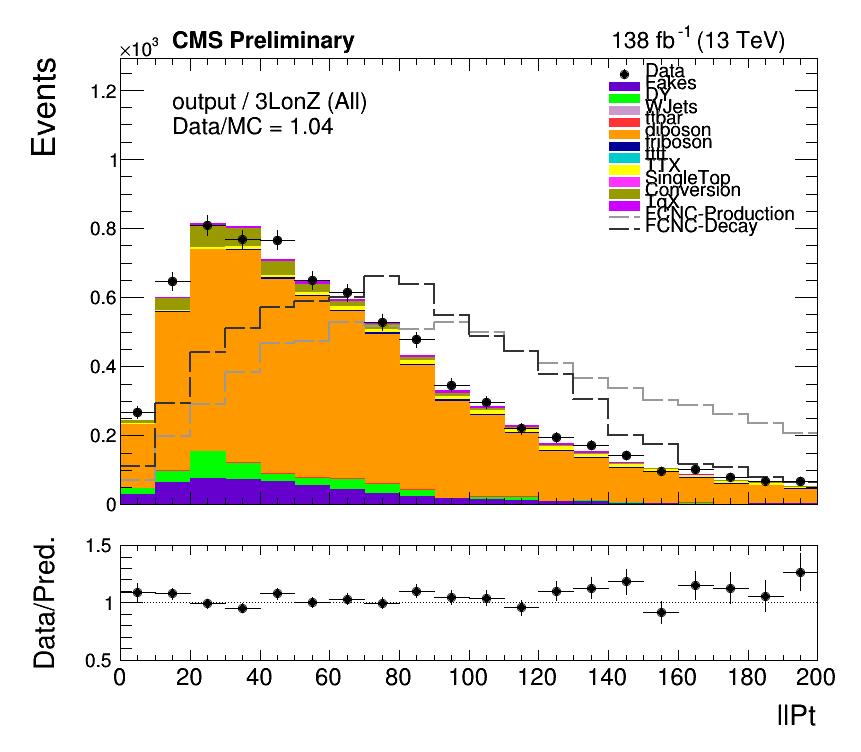 ×10³ CMS Preliminary 138 fb⁻¹ (13 TeV)
Events
output / 3LonZ (All)
Data/MC = 1.04
Data
Fakes
DY
WJets
ttbar
diboson
triboson
tttt
TTX
SingleTop
Conversion
TqX
FCNC-Production
FCNC-Decay
1.2
1
0.8
0.6
0.4
0.2
0
Data/Pred.
1.5
1
0.5
0 20 40 60 80 100 120 140 160 180 200
llPt